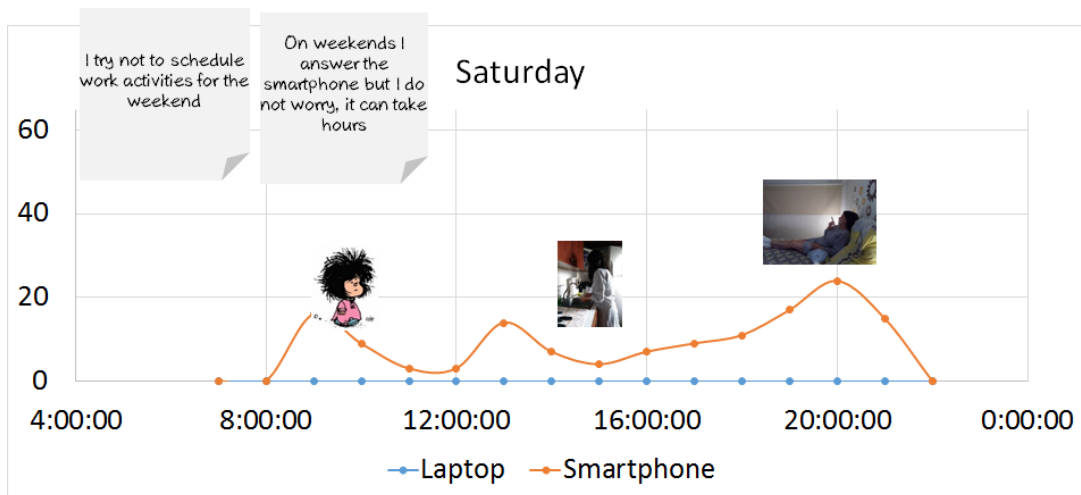 I try not to schedule
work activities for the
weekend
On weekends I
answer the
smartphone but I do
not worry, it can take
hours
Saturday
60
40
20
0
4:00:00 8:00:00 12:00:00 16:00:00 20:00:00 0:00:00
Laptop Smartphone